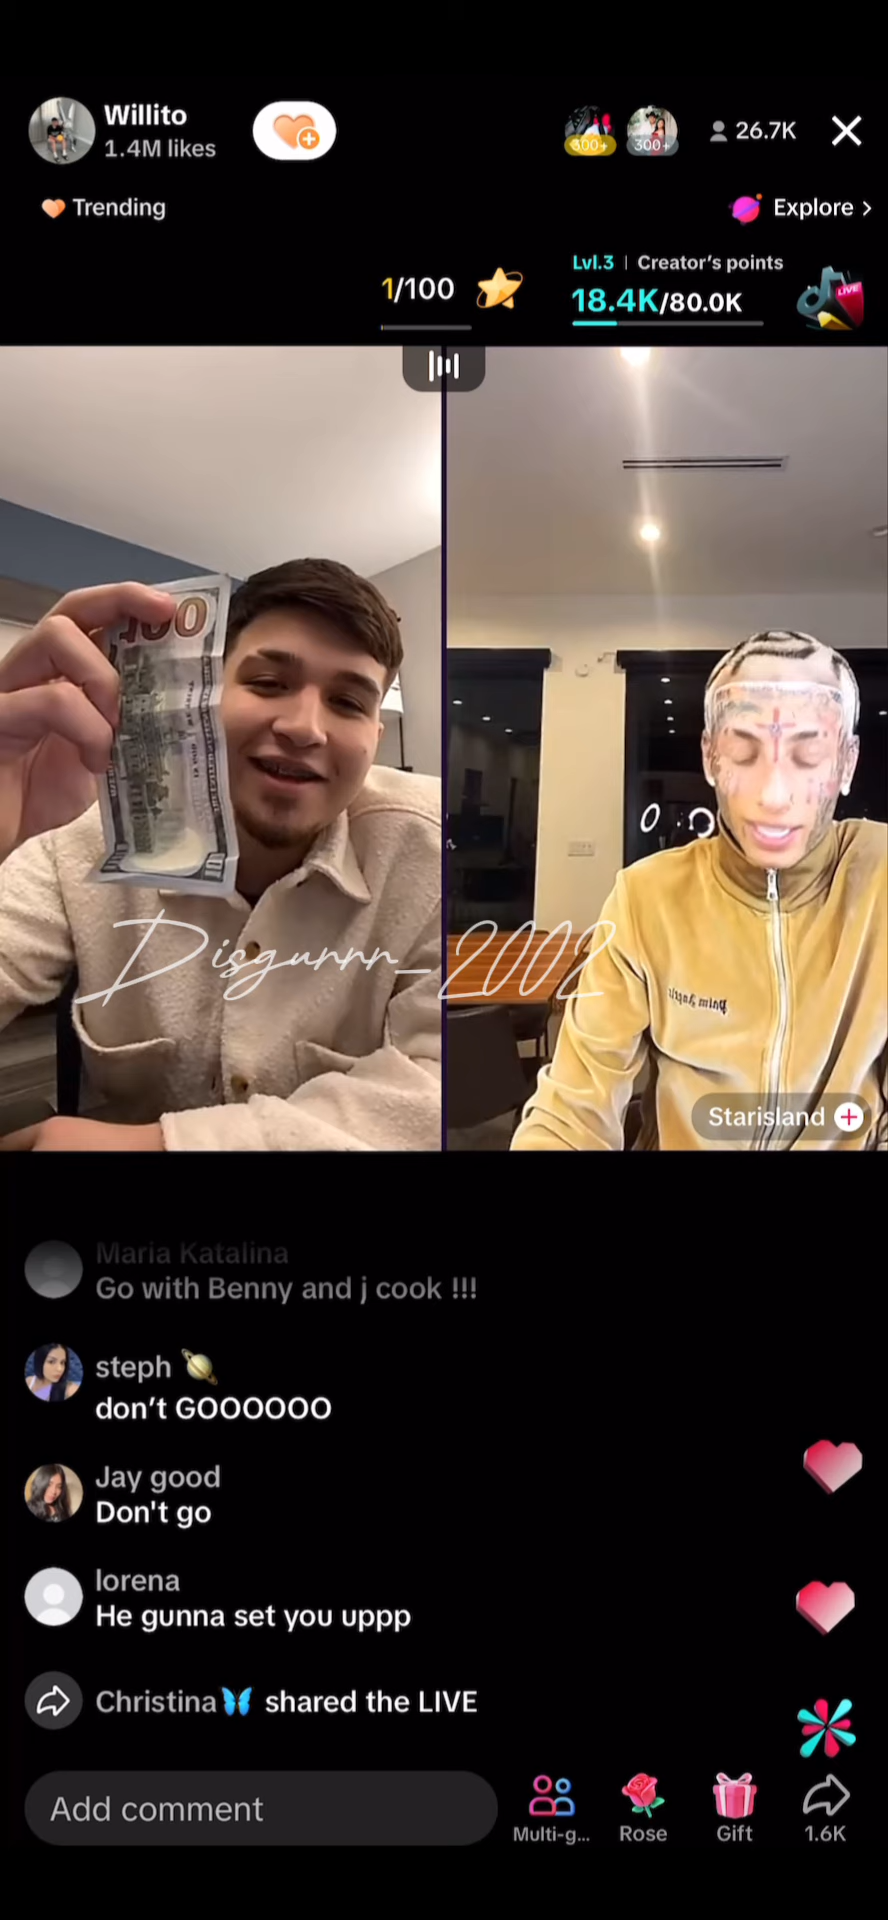 Willito
1.4M likes
300+
26.7K
Trending
Explore >
1/100
Lvl.3 | Creator's points
18.4K/80.0K
LIVE
100
Disgunnr_2002
Starisland
Maria Katalina
Go with Benny and j cook !!!
steph 🪐
don't GOOOOOO
Jay good
Don't go
lorena
He gunna set you uppp
Christina🦋 shared the LIVE
Add comment
Multi-g...
Rose
Gift
1.6K